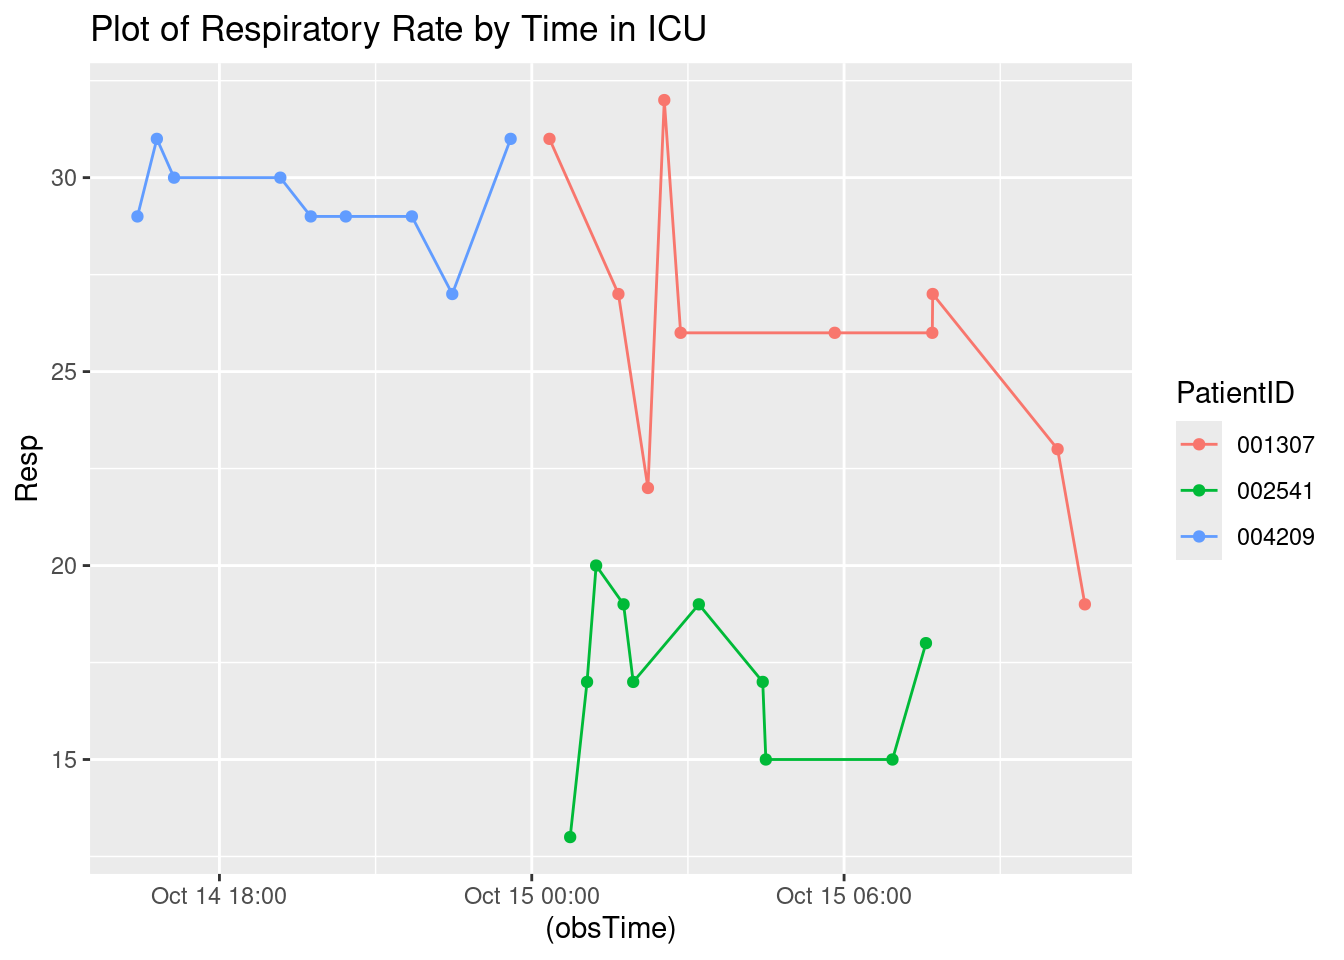 Plot of Respiratory Rate by Time in ICU
30
25
20
15
Resp
Oct 14 18:00
Oct 15 00:00
Oct 15 06:00
(obsTime)
PatientID
001307
002541
004209